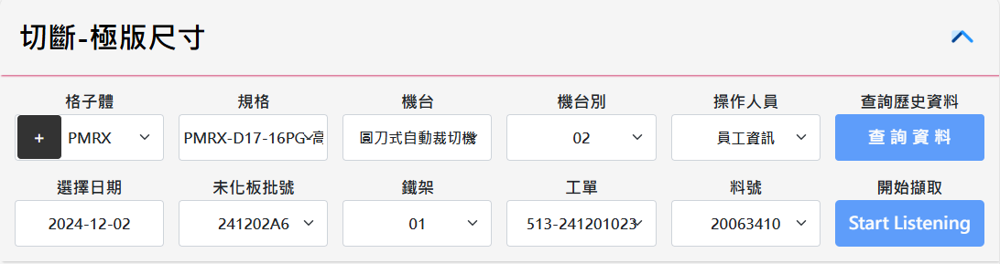 切斷-極版尺寸
格子體 規格 機台 機台別 操作人員 查詢歷史資料
+ PMRX PMRX-D17-16PG-高 圓刀式自動裁切機 02 員工資訊 查詢資料
選擇日期 未化板批號 鐵架 工單 料號 開始擷取
2024-12-02 241202A6 01 513-241201023 20063410 Start Listening